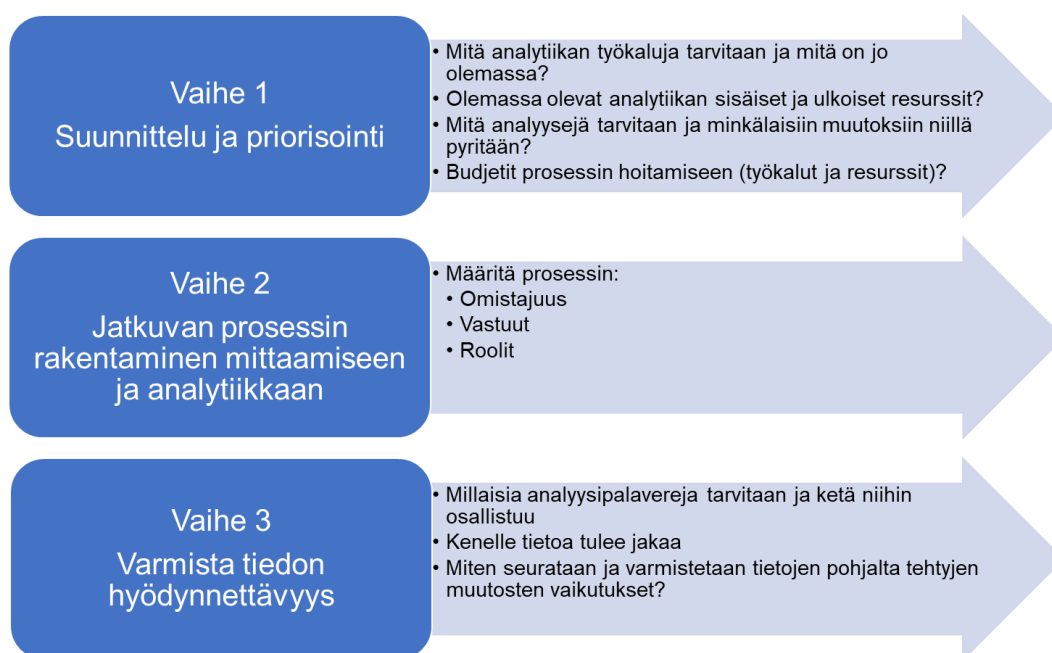 Vaihe 1
Suunnittelu ja priorisointi
• Mitä analytiikan työkaluja tarvitaan ja mitä on jo
olemassa?
• Olemassa olevat analytiikan sisäiset ja ulkoiset resurssit?
• Mitä analyysejä tarvitaan ja minkälaisiin muutoksiin niillä
pyritään?
• Budjetit prosessin hoitamiseen (työkalut ja resurssit)?
Vaihe 2
Jatkuvan prosessin
rakentaminen mittaamiseen
ja analytiikkaan
• Määritä prosessin:
• Omistajuus
• Vastuut
• Roolit
Vaihe 3
Varmista tiedon
hyödynnettävyys
• Millaisia analyysipalavereja tarvitaan ja ketä niihin
osallistuu
• Kenelle tietoa tulee jakaa
• Miten seurataan ja varmistetaan tietojen pohjalta tehtyjen
muutosten vaikutukset?